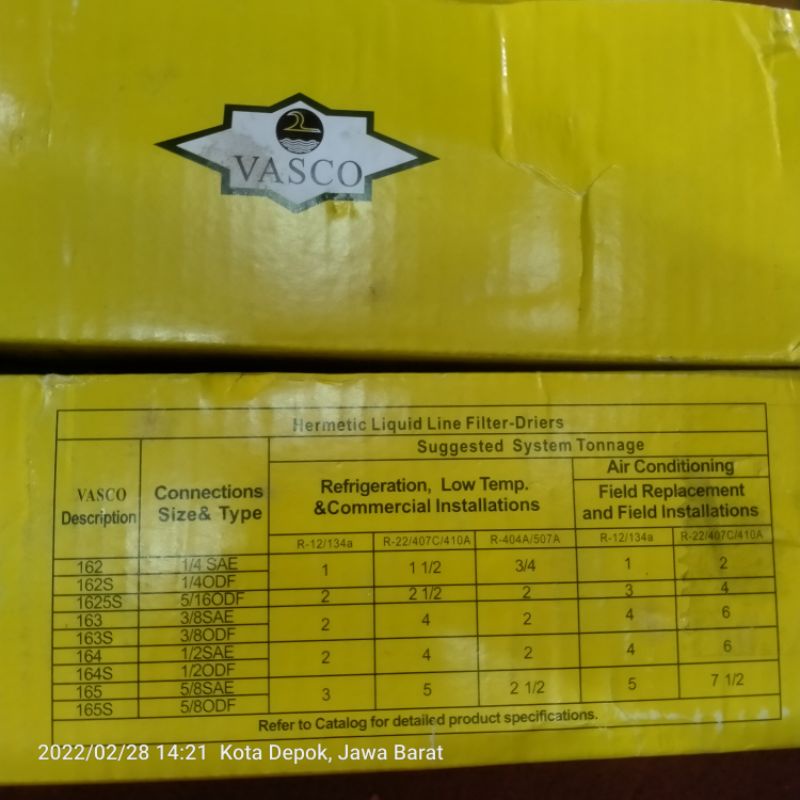 VASCO
Hermetic Liquid Line Filter-Driers
Suggested System Tonnage
VASCO Description
Connections Size& Type
Refrigeration, Low Temp. &Commercial Installations
Air Conditioning
Field Replacement and Field Installations
R-12/134a R-22/407C/410A R-404A/507A R-12/134a R-22/407C/410A
162 1/4 SAE 1 1 1/2 3/4 1 2
162S 1/4ODF
1625S 5/16ODF 2 2 1/2 2 3 4
163 3/8SAE 2 4 2 4 6
163S 3/8ODF
164 1/2SAE 2 4 2 4 6
164S 1/2ODF
165 5/8SAE 3 5 2 1/2 5 7 1/2
165S 5/8ODF
Refer to Catalog for detailed product specifications.
2022/02/28 14:21 Kota Depok, Jawa Barat